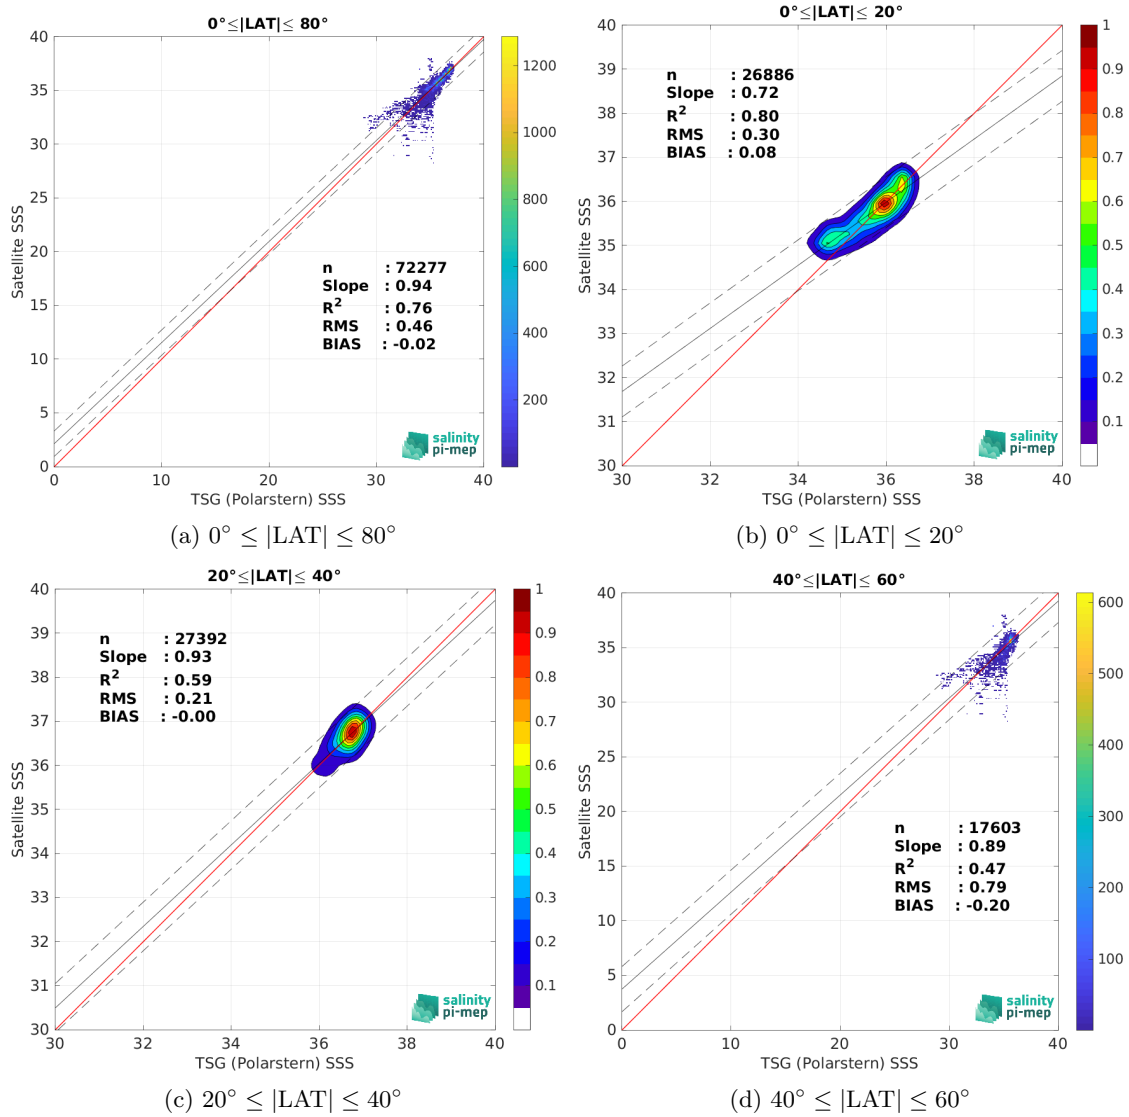 0°≤|LAT|≤ 80°
40
35
30
25
20
15
10
5
0
Satellite SSS
n : 72277
Slope : 0.94
R² : 0.76
RMS : 0.46
BIAS : -0.02
salinity
pi-mep
0 10 20 30 40
TSG (Polarstern) SSS
1200
1000
800
600
400
200
(a) 0° ≤ |LAT| ≤ 80°
0°≤|LAT|≤ 20°
40
39
38
37
36
35
34
33
32
31
30
Satellite SSS
n : 26886
Slope : 0.72
R² : 0.80
RMS : 0.30
BIAS : 0.08
salinity
pi-mep
30 32 34 36 38 40
TSG (Polarstern) SSS
1
0.9
0.8
0.7
0.6
0.5
0.4
0.3
0.2
0.1
(b) 0° ≤ |LAT| ≤ 20°
20°≤|LAT|≤ 40°
40
39
38
37
36
35
34
33
32
31
30
Satellite SSS
n : 27392
Slope : 0.93
R² : 0.59
RMS : 0.21
BIAS : -0.00
salinity
pi-mep
30 32 34 36 38 40
TSG (Polarstern) SSS
1
0.9
0.8
0.7
0.6
0.5
0.4
0.3
0.2
0.1
(c) 20° ≤ |LAT| ≤ 40°
40°≤|LAT|≤ 60°
40
35
30
25
20
15
10
5
0
Satellite SSS
n : 17603
Slope : 0.89
R² : 0.47
RMS : 0.79
BIAS : -0.20
salinity
pi-mep
0 10 20 30 40
TSG (Polarstern) SSS
600
500
400
300
200
100
(d) 40° ≤ |LAT| ≤ 60°